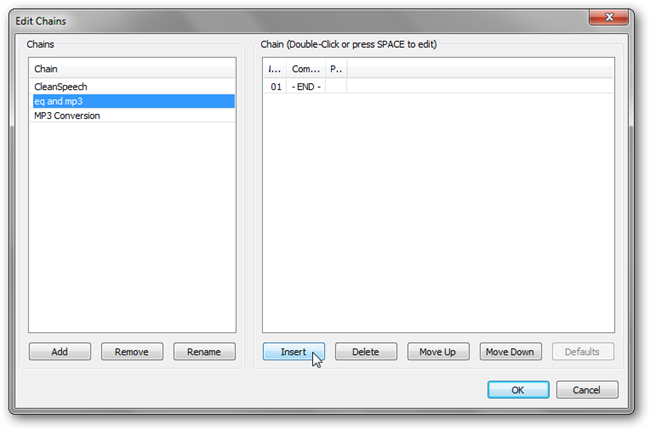 Edit Chains
Chains
Chain (Double-Click or press SPACE to edit)
Chain
CleanSpeech
eq and mp3
MP3 Conversion
I... Com... P..
01 - END -
Add Remove Rename
Insert Delete Move Up Move Down Defaults
OK Cancel